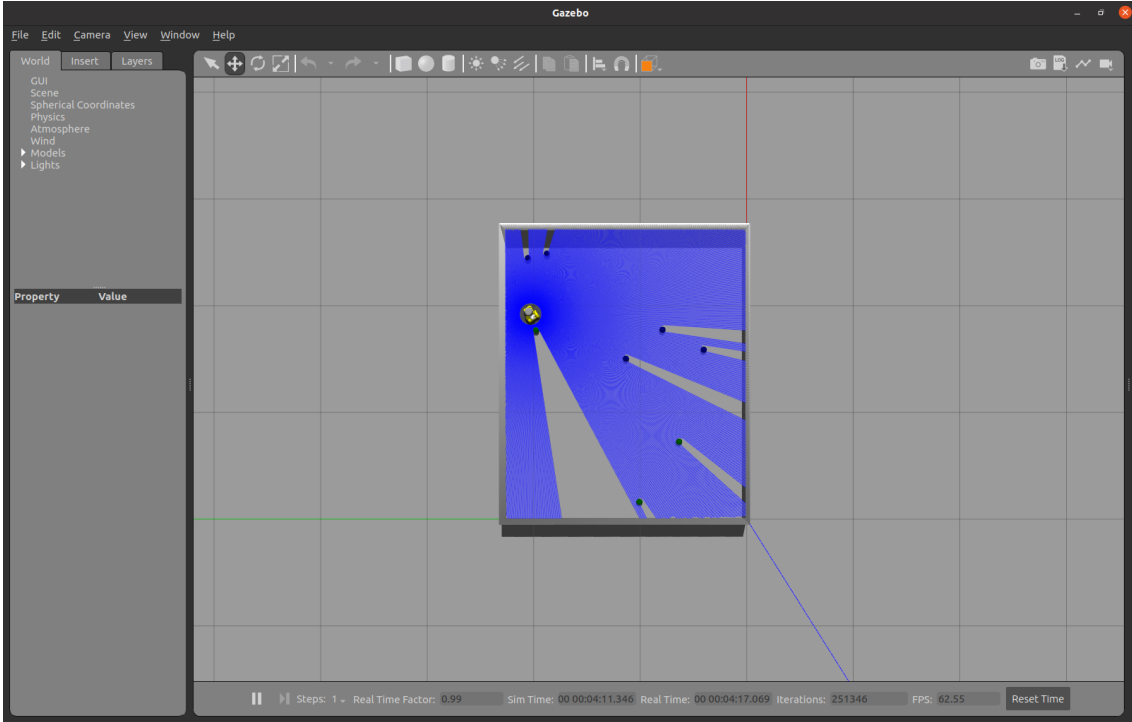 Gazebo
File Edit Camera View Window Help
World Insert Layers
GUI
Scene
Spherical Coordinates
Physics
Atmosphere
Wind
Models
Lights
Property Value
LOG
Steps: 1 Real Time Factor: 0.99 Sim Time: 00 00:04:11.346 Real Time: 00 00:04:17.069 Iterations: 251346 FPS: 62.55 Reset Time